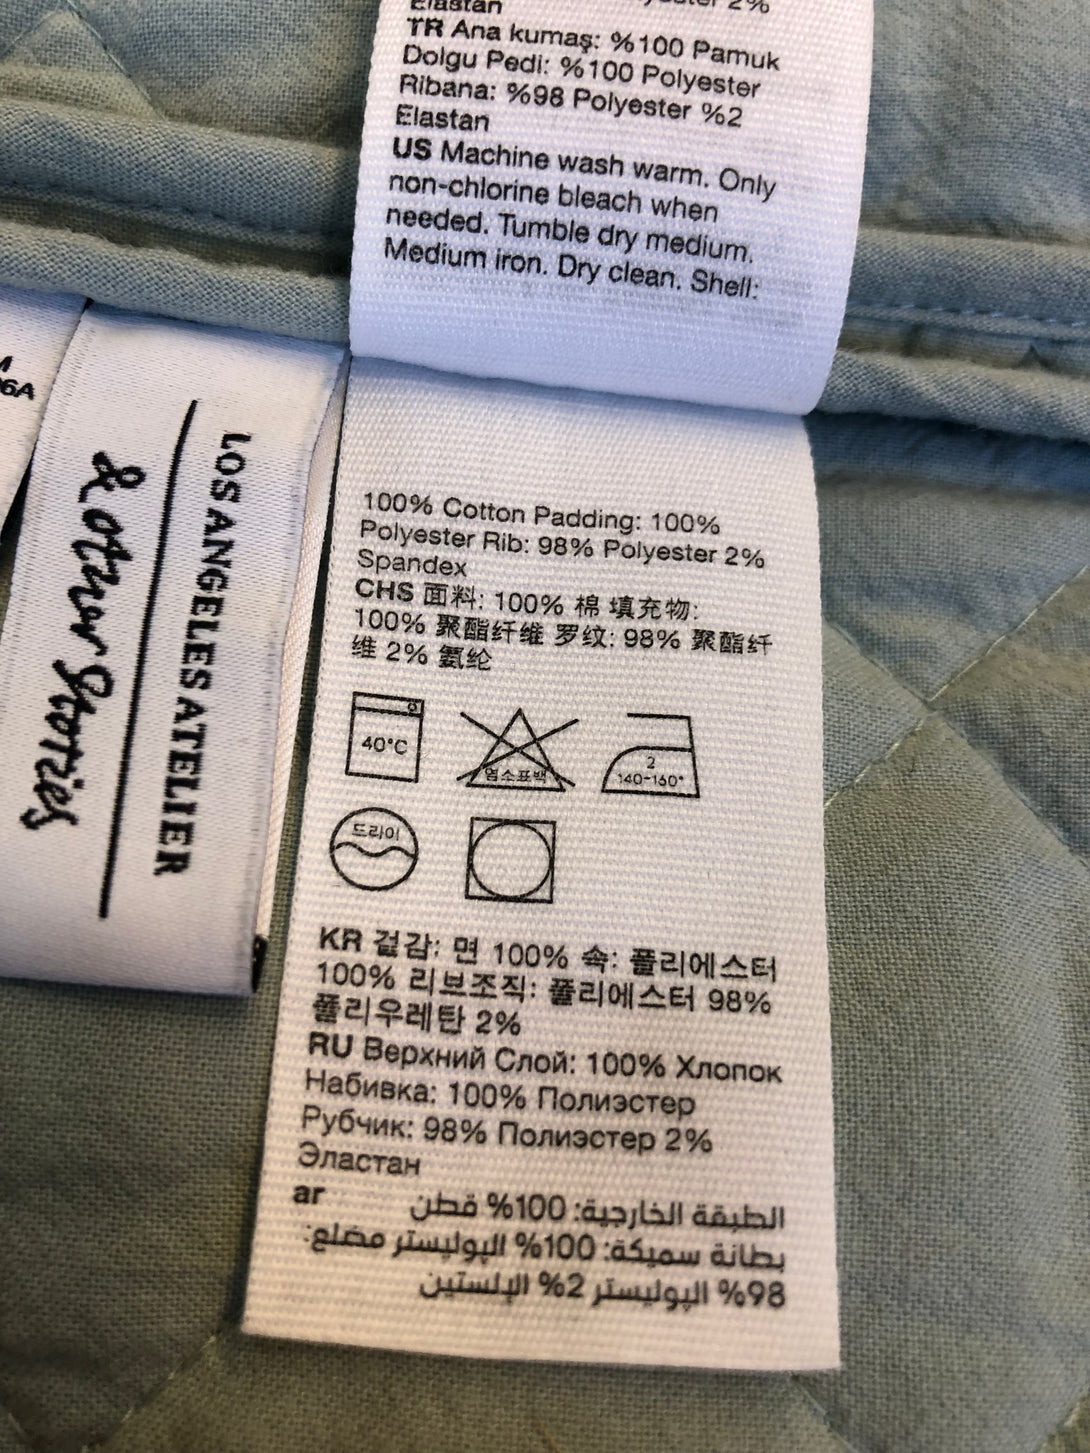 Elastan
2%
TR Ana kumaş: %100 Pamuk
Dolgu Pedi: %100 Polyester
Ribana: %98 Polyester %2
Elastan
US Machine wash warm. Only
non-chlorine bleach when
needed. Tumble dry medium.
Medium iron. Dry clean. Shell:
100% Cotton Padding: 100%
Polyester Rib: 98% Polyester 2%
Spandex
CHS 面料: 100% 棉 填充物:
100% 聚酯纤维 罗纹: 98% 聚酯纤
维 2% 氨纶
40°C
염소표백
2
140-160°
드라이
KR 겉감: 면 100% 속: 폴리에스터
100% 리브조직: 폴리에스터 98%
폴리우레탄 2%
RU Верхний Слой: 100% Хлопок
Набивка: 100% Полиэстер
Рубчик: 98% Полиэстер 2%
Эластан
ar الطبقة الخارجية: 100% قطن
بطانة سميكة: 100% البوليستر مضلع:
98% البوليستر 2% الإلستين
& Other Stories
LOS ANGELES ATELIER
M
96A